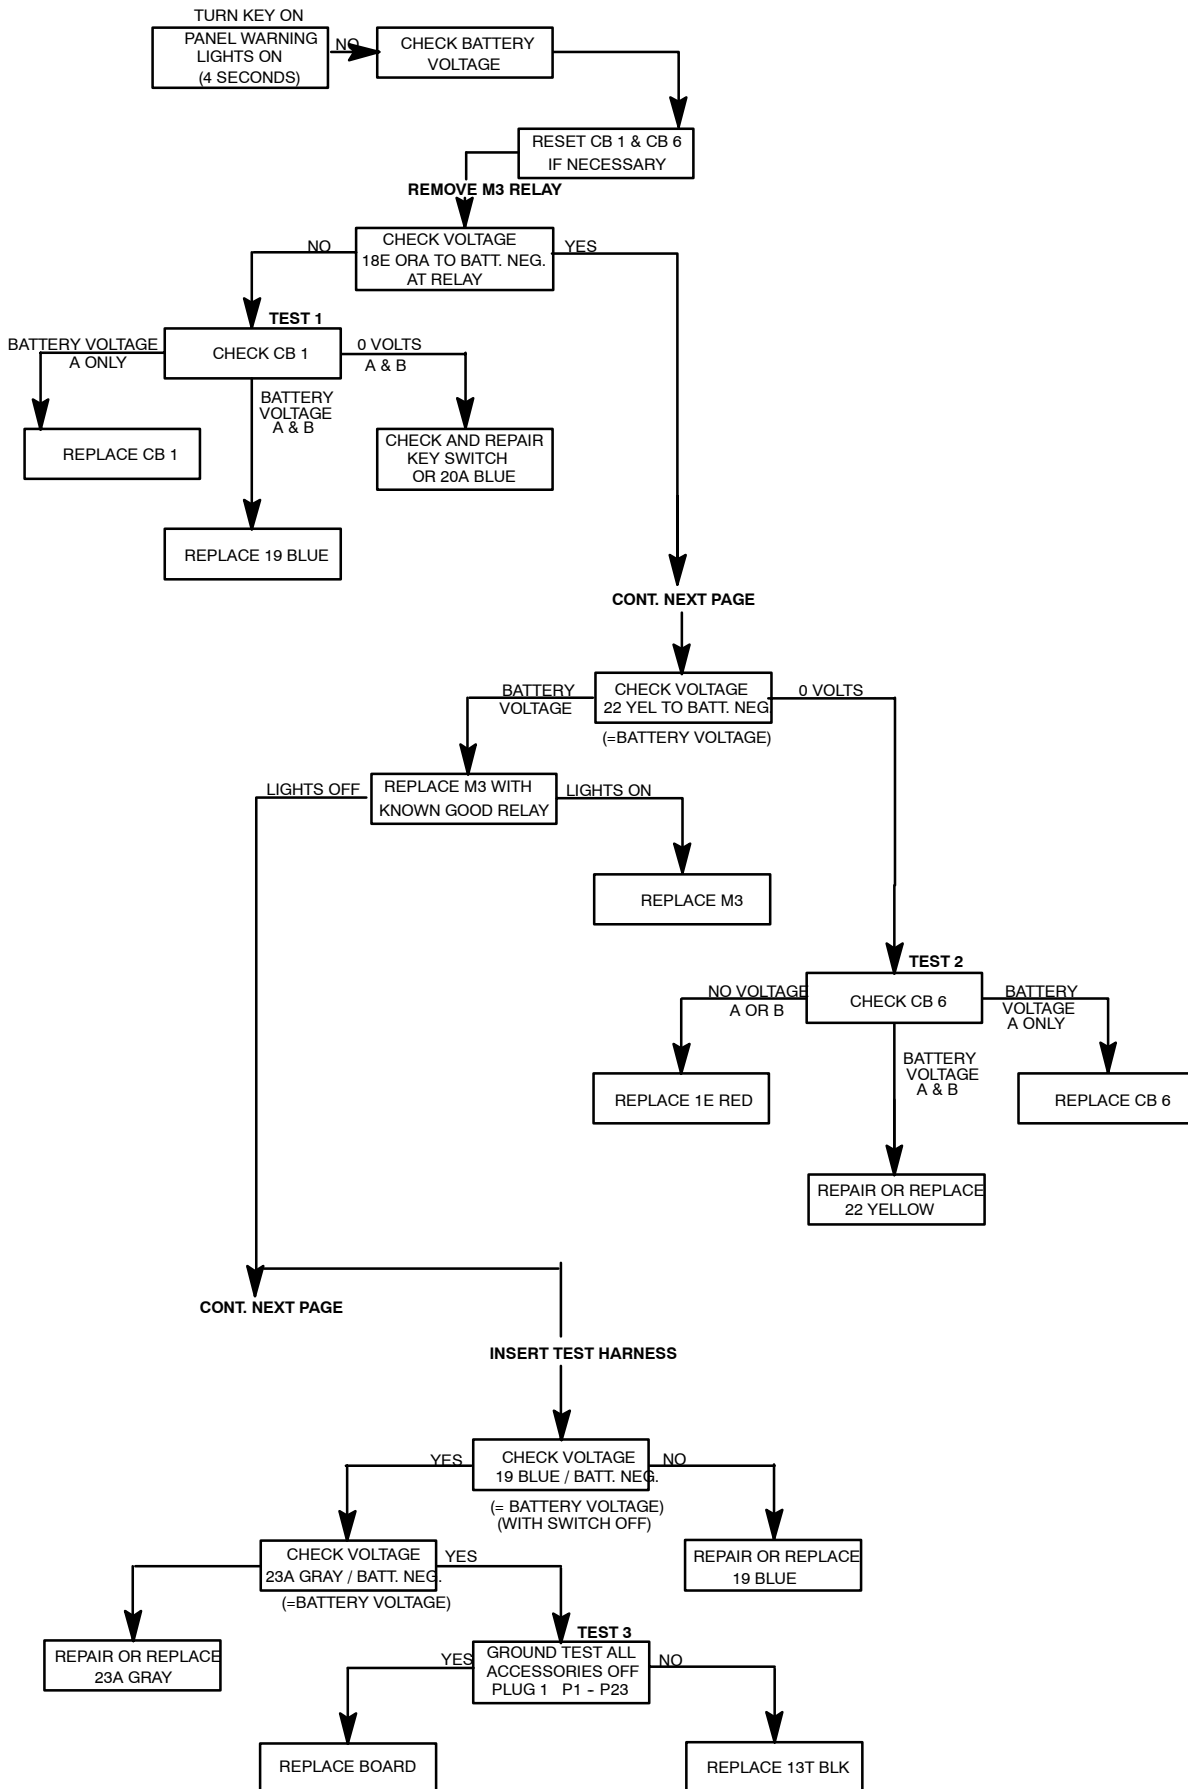 TURN KEY ON
PANEL WARNING
LIGHTS ON
(4 SECONDS)
NO
CHECK BATTERY
VOLTAGE
RESET CB 1 & CB 6
IF NECESSARY
REMOVE M3 RELAY
CHECK VOLTAGE
18E ORA TO BATT. NEG.
AT RELAY
NO
YES
TEST 1
CHECK CB 1
BATTERY VOLTAGE
A ONLY
0 VOLTS
A & B
BATTERY
VOLTAGE
A & B
REPLACE CB 1
CHECK AND REPAIR
KEY SWITCH
OR 20A BLUE
REPLACE 19 BLUE
CONT. NEXT PAGE
CHECK VOLTAGE
22 YEL TO BATT. NEG
(=BATTERY VOLTAGE)
BATTERY
VOLTAGE
0 VOLTS
REPLACE M3 WITH
KNOWN GOOD RELAY
LIGHTS OFF
LIGHTS ON
REPLACE M3
TEST 2
CHECK CB 6
NO VOLTAGE
A OR B
BATTERY
VOLTAGE
A ONLY
BATTERY
VOLTAGE
A & B
REPLACE 1E RED
REPLACE CB 6
REPAIR OR REPLACE
22 YELLOW
CONT. NEXT PAGE
INSERT TEST HARNESS
CHECK VOLTAGE
19 BLUE / BATT. NEG.
(= BATTERY VOLTAGE)
(WITH SWITCH OFF)
YES
NO
CHECK VOLTAGE
23A GRAY / BATT. NEG.
(=BATTERY VOLTAGE)
YES
REPAIR OR REPLACE
19 BLUE
REPAIR OR REPLACE
23A GRAY
TEST 3
GROUND TEST ALL
ACCESSORIES OFF
PLUG 1 P1 - P23
YES
NO
REPLACE BOARD
REPLACE 13T BLK